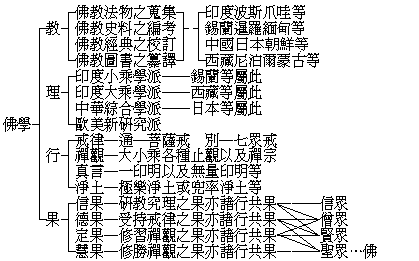 佛教法物之蒐集 印度波斯爪哇等
教 佛教史料之編考 錫蘭暹羅緬甸等
佛教經典之校訂 中國日本朝鮮等
佛教圖書之纂譯 西藏尼泊爾蒙古等
印度小乘學派 錫蘭等屬此
理 印度大乘學派 西藏等屬此
中華綜合學派 日本等屬此
佛學 歐美新研究派
戒律 通 菩薩戒 別 七眾戒
行 禪觀 大小乘各種止觀以及禪宗
真言 一印明以及無量印明等
淨土 極樂淨土或兜率淨土等
信果 研教究理之果亦諸行共果 信眾
果 德果 受持戒律之果亦諸行共果 僧眾
定果 修習禪觀之果亦諸行共果 賢眾
慧果 修勝禪觀之果亦諸行共果 聖眾…佛